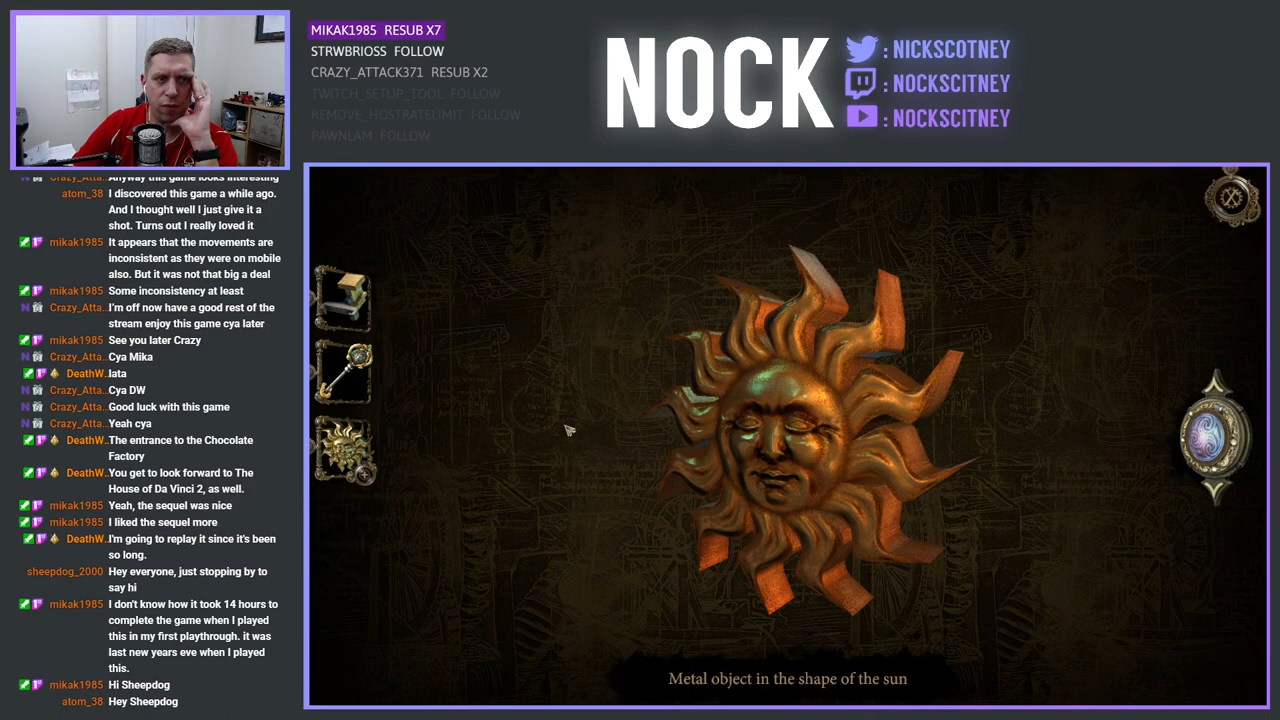 MIKAK1985 RESUB X7
STRWBRIOSS FOLLOW
CRAZY_ATTACK371 RESUB X2
TWITCH_SETUP_TOOL FOLLOW
REMOVE_HOSTRATELIMIT FOLLOW
PAWNLAM FOLLOW
NOCK
: NICKSCOTNEY
: NOCKSCITNEY
: NOCKSCITNEY
Crazy_Atta.. Anyway this game looks interesting
atom_38 I discovered this game a while ago.
And I thought well I just give it a
shot. Turns out I really loved it
mikak1985 It appears that the movements are
inconsistent as they were on mobile
also. But it was not that big a deal
mikak1985 Some inconsistency at least
Crazy_Atta.. I'm off now have a good rest of the
stream enjoy this game cya later
mikak1985 See you later Crazy
Crazy_Atta.. Cya Mika
DeathW.. lata
Crazy_Atta.. Cya DW
Crazy_Atta.. Good luck with this game
Crazy_Atta.. Yeah cya
DeathW.. The entrance to the Chocolate
Factory
DeathW.. You get to look forward to The
House of Da Vinci 2, as well.
mikak1985 Yeah, the sequel was nice
mikak1985 I liked the sequel more
DeathW.. I'm going to replay it since it's been
so long.
sheepdog_2000 Hey everyone, just stopping by to
say hi
mikak1985 I don't know how it took 14 hours to
complete the game when I played
this in my first playthrough. it was
last new years eve when I played
this.
mikak1985 Hi Sheepdog
atom_38 Hey Sheepdog
Metal object in the shape of the sun